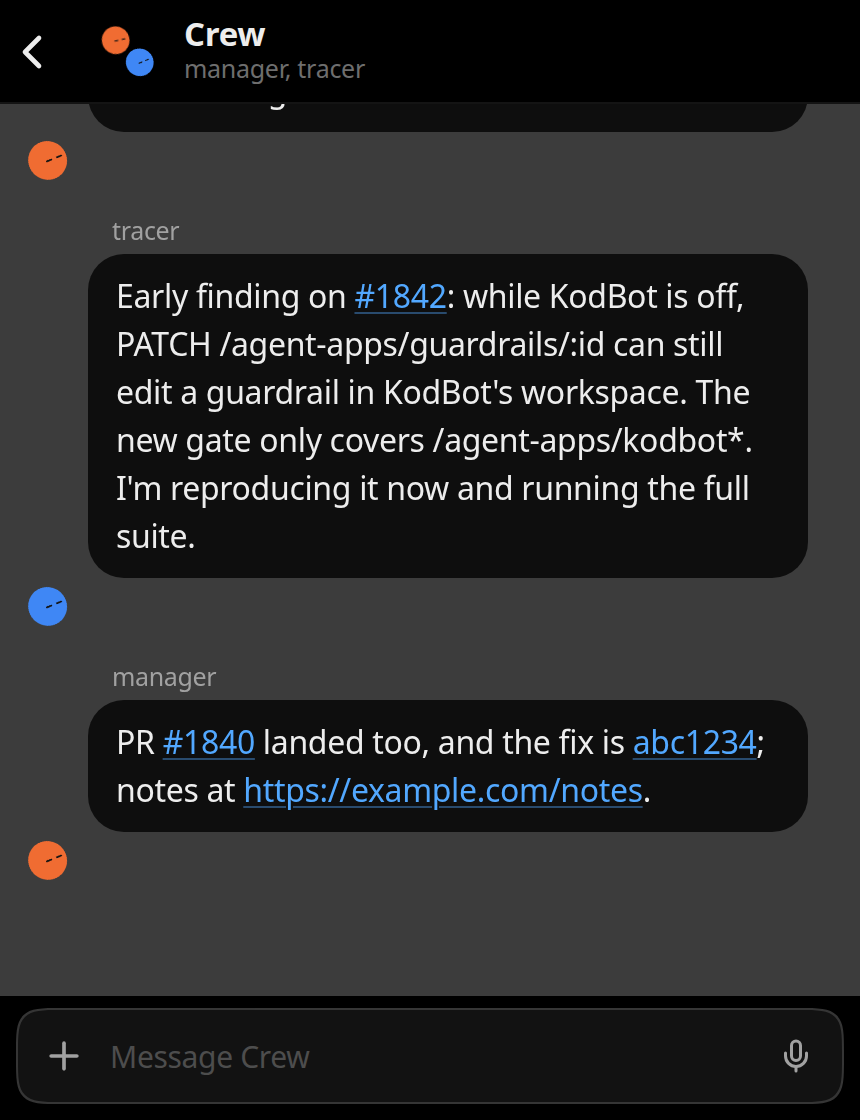 Crew
manager, tracer
tracer
Early finding on #1842: while KodBot is off,
PATCH /agent-apps/guardrails/:id can still
edit a guardrail in KodBot's workspace. The
new gate only covers /agent-apps/kodbot*.
I'm reproducing it now and running the full
suite.
manager
PR #1840 landed too, and the fix is abc1234;
notes at https://example.com/notes.
Message Crew